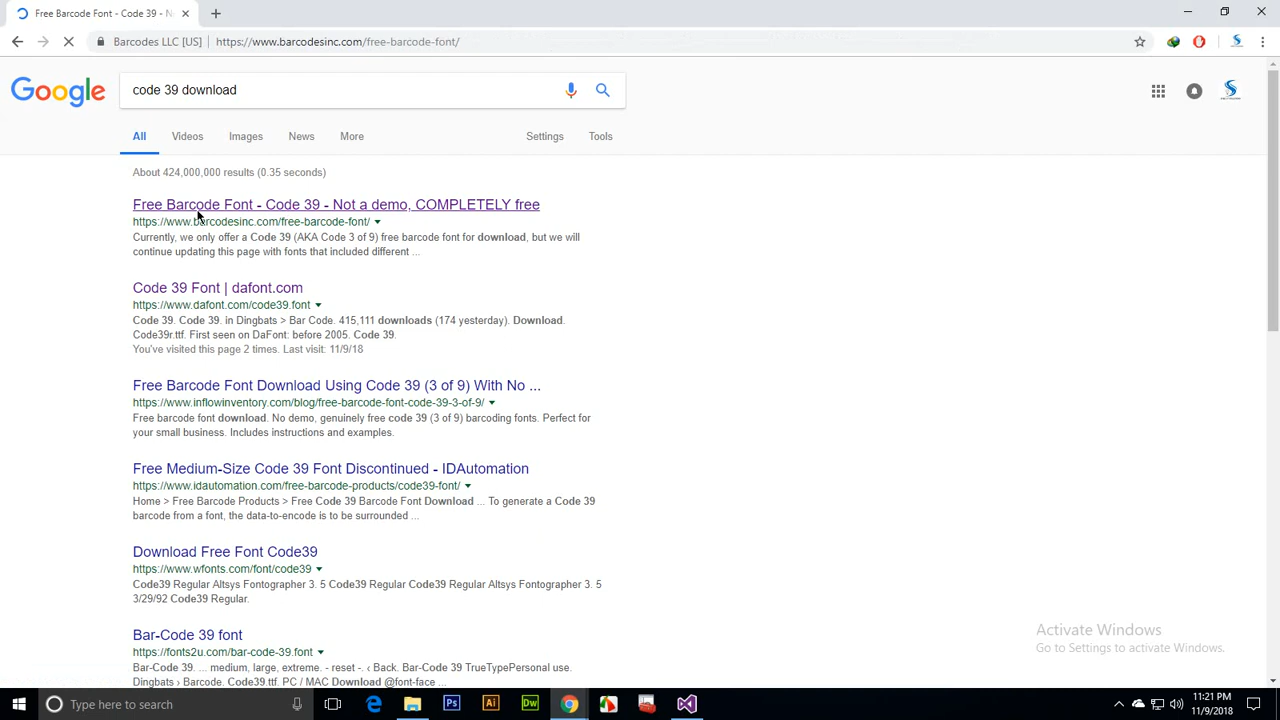 Free Barcode Font - Code 39 - N
Barcodes LLC [US] https://www.barcodesinc.com/free-barcode-font/
Google
code 39 download
All Videos Images News More Settings Tools
About 424,000,000 results (0.35 seconds)
Free Barcode Font - Code 39 - Not a demo, COMPLETELY free
https://www.barcodesinc.com/free-barcode-font/
Currently, we only offer a Code 39 (AKA Code 3 of 9) free barcode font for download, but we will
continue updating this page with fonts that included different ...
Code 39 Font | dafont.com
https://www.dafont.com/code39.font
Code 39. Code 39. in Dingbats > Bar Code. 415,111 downloads (174 yesterday). Download.
Code39r.ttf. First seen on DaFont: before 2005. Code 39.
You've visited this page 2 times. Last visit: 11/9/18
Free Barcode Font Download Using Code 39 (3 of 9) With No ...
https://www.inflowinventory.com/blog/free-barcode-font-code-39-3-of-9/
Free barcode font download. No demo, genuinely free code 39 (3 of 9) barcoding fonts. Perfect for
your small business. Includes instructions and examples.
Free Medium-Size Code 39 Font Discontinued - IDAutomation
https://www.idautomation.com/free-barcode-products/code39-font/
Home > Free Barcode Products > Free Code 39 Barcode Font Download ... To generate a Code 39
barcode from a font, the data-to-encode is to be surrounded ...
Download Free Font Code39
https://www.wfonts.com/font/code39
Code39 Regular Altsys Fontographer 3. 5 Code39 Regular Code39 Regular Altsys Fontographer 3. 5
3/29/92 Code39 Regular.
Bar-Code 39 font
https://fonts2u.com/bar-code-39.font
Bar-Code 39. ... medium, large, extreme. - reset -. ‹ Back. Bar-Code 39 TrueTypePersonal use.
Dingbats › Barcode. Code39.ttf. PC / MAC Download @font-face ...
Activate Windows
Go to Settings to activate Windows.
Type here to search
Ps
Ai
Dw
11:21 PM
11/9/2018